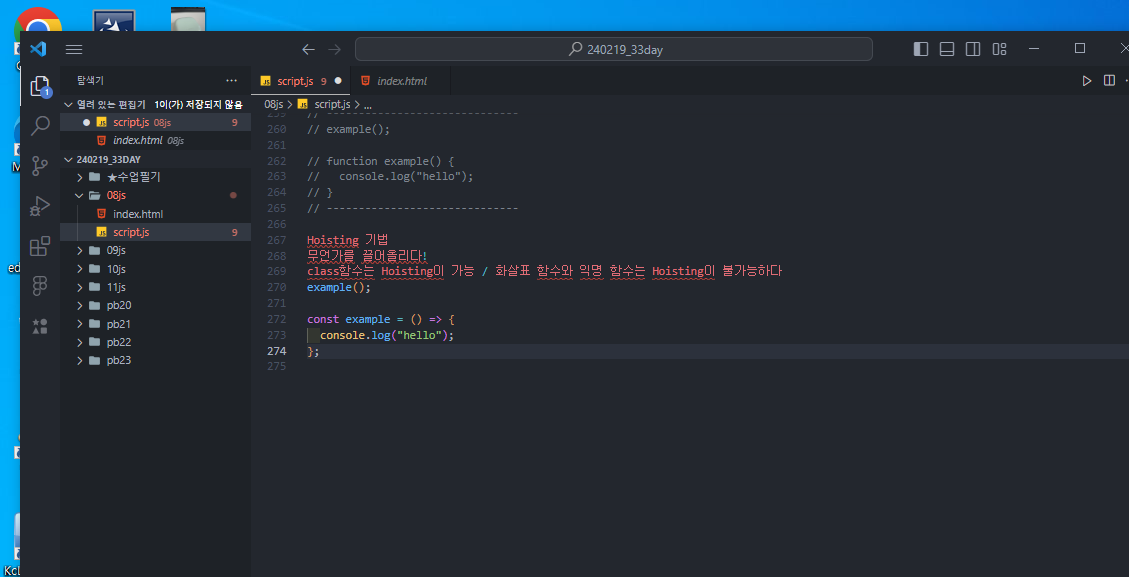 240219_33day
탐색기
script.js 9
index.html
열려 있는 편집기 1이(가) 저장되지 않음
08js > script.js > ...
script.js 08js 9
index.html 08js
240219_33DAY
★수업필기
08js
index.html
script.js 9
09js
10js
11js
pb20
pb21
pb22
pb23
259 // ------------------------------
260 // example();
261
262 // function example() {
263 //   console.log("hello");
264 // }
265 // ------------------------------
266
267 Hoisting 기법
268 무언가를 끌어올리다!
269 class함수는 Hoisting이 가능 / 화살표 함수와 익명 함수는 Hoisting이 불가능하다
270 example();
271
272 const example = () => {
273   console.log("hello");
274 };
275
1